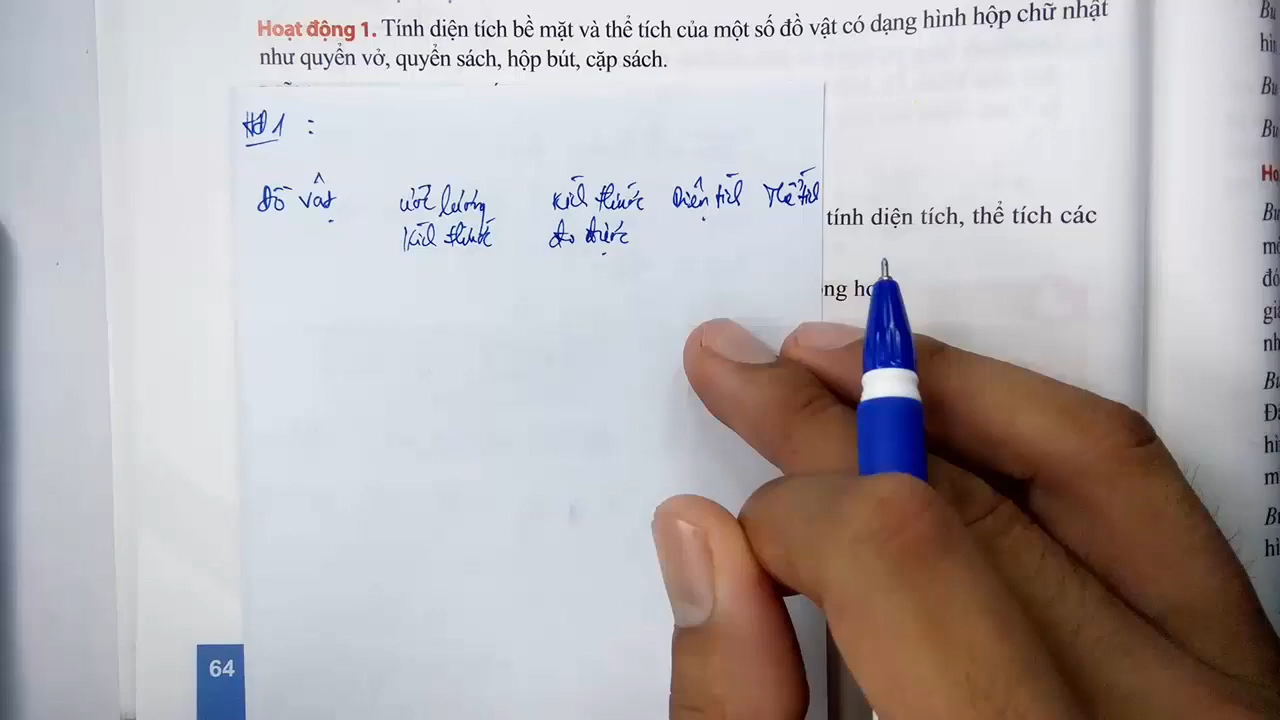 Hoạt động 1. Tính diện tích bề mặt và thể tích của một số đồ vật có dạng hình hộp chữ nhật
như quyển vở, quyển sách, hộp bút, cặp sách.
HĐ1 :
Đồ vật ước lượng kích thước Diện tích Thể tích
kích thước đo được
tính diện tích, thể tích các
64